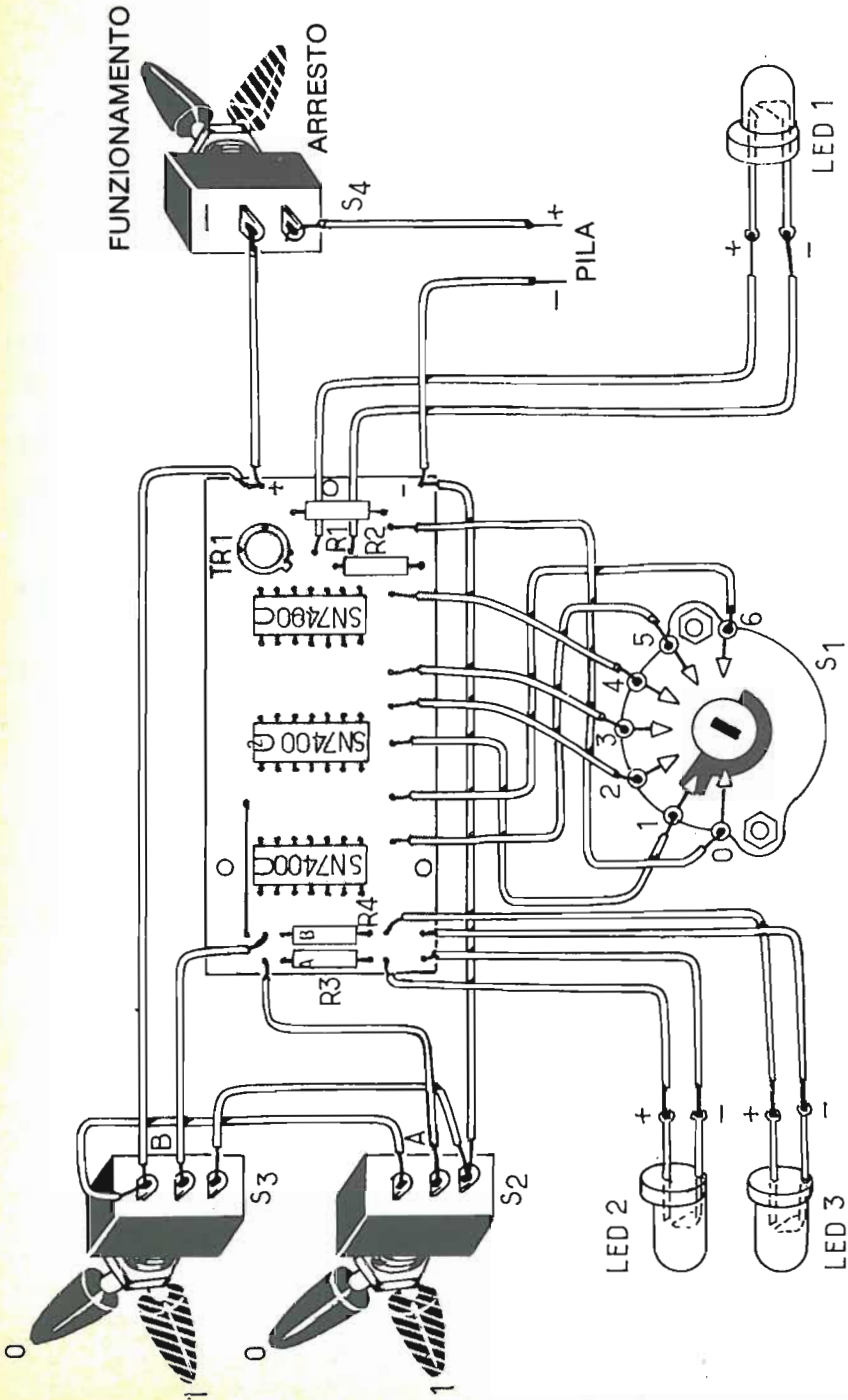 FUNZIONAMENTO
ARRESTO
S4
+
PILA
−
LED 1
+
−
+
−
TR1
R1
R2
SN7400
SN7400
SN7400
R4
B
A
R3
0
1
B
S3
0
1
A
S2
0
1
2
3
4
5
6
S1
+
−
LED 2
+
−
LED 3